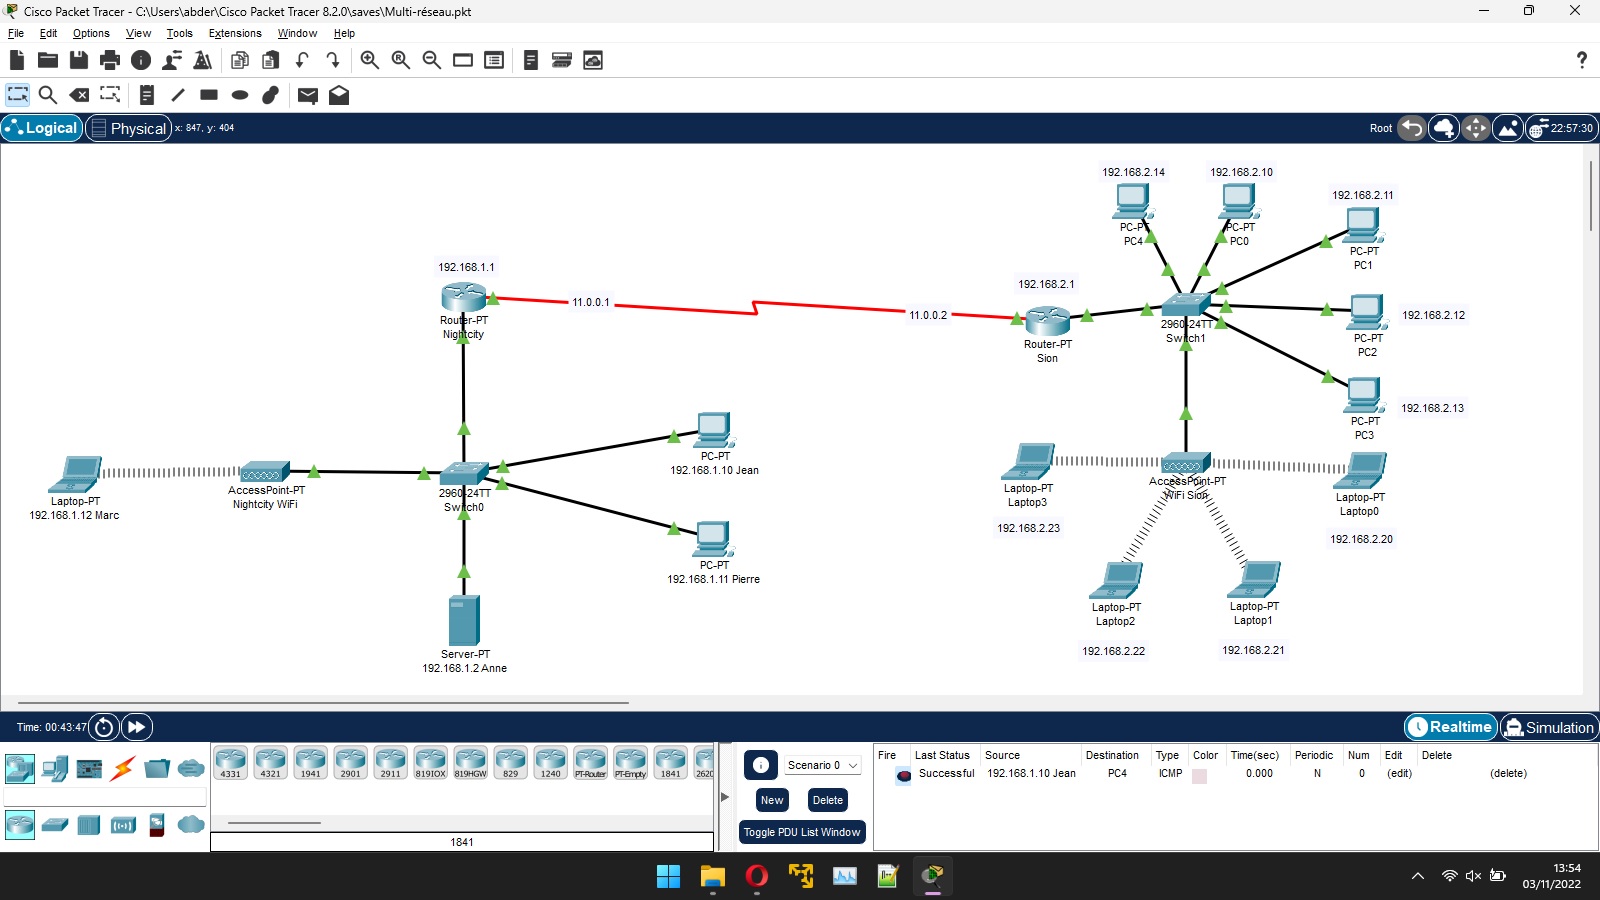 Cisco Packet Tracer - C:\Users\abder\Cisco Packet Tracer 8.2.0\saves\Multi-réseau.pkt
File Edit Options View Tools Extensions Window Help
?
Logical Physical x: 847, y: 404 Root 22:57:30
192.168.2.14
192.168.2.10
PC-PT
PC4
PC-PT
PC0
192.168.2.11
PC-PT
PC1
192.168.1.1
Router-PT
Nightcity
11.0.0.1
11.0.0.2
192.168.2.1
Router-PT
Sion
2960-24TT
Switch1
PC-PT
PC2
192.168.2.12
PC-PT
PC3
192.168.2.13
PC-PT
192.168.1.10 Jean
Laptop-PT
192.168.1.12 Marc
AccessPoint-PT
Nightcity WiFi
2960-24TT
Switch0
PC-PT
192.168.1.11 Pierre
Server-PT
192.168.1.2 Anne
Laptop-PT
Laptop3
192.168.2.23
AccessPoint-PT
WiFi Sion
Laptop-PT
Laptop0
192.168.2.20
Laptop-PT
Laptop2
192.168.2.22
Laptop-PT
Laptop1
192.168.2.21
Time: 00:43:47 Realtime Simulation
4331 4321 1941 2901 2911 819IOX 819HGW 829 1240 PT-Router PT-Empty 1841 2620
1841
Scenario 0
New Delete
Toggle PDU List Window
Fire Last Status Source Destination Type Color Time(sec) Periodic Num Edit Delete
Successful 192.168.1.10 Jean PC4 ICMP 0.000 N 0 (edit) (delete)
13:54
03/11/2022